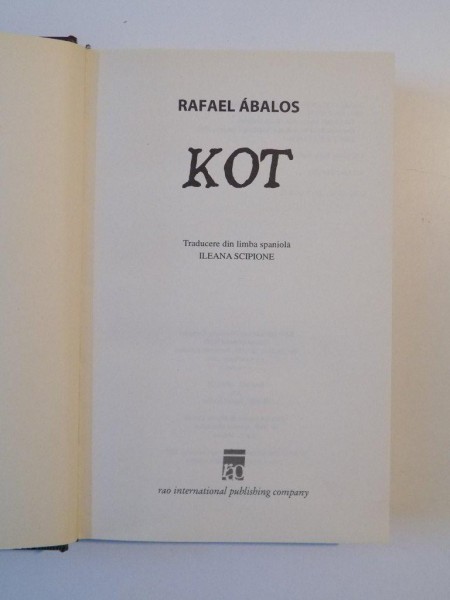 RAFAEL ÁBALOS
KOT
Traducere din limba spaniolă
ILEANA SCIPIONE
rao
rao international publishing company